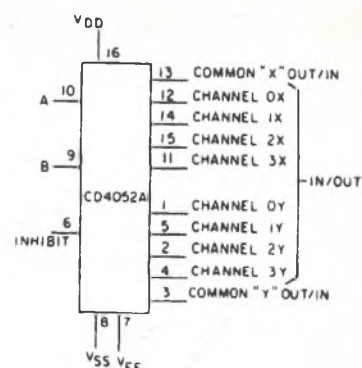 VDD
16
13 COMMON "X" OUT/IN
A 10 12 CHANNEL 0X
14 CHANNEL 1X
15 CHANNEL 2X
B 9 11 CHANNEL 3X
IN/OUT
CD4052A
1 CHANNEL 0Y
6 5 CHANNEL 1Y
INHIBIT 2 CHANNEL 2Y
4 CHANNEL 3Y
3 COMMON "Y" OUT/IN
8 7
VSS VEE